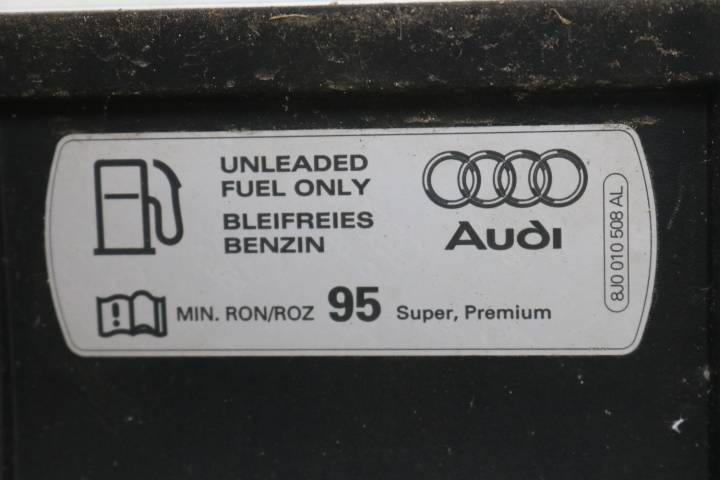 UNLEADED
FUEL ONLY
BLEIFREIES
BENZIN
Audi
MIN. RON/ROZ 95 Super, Premium
8J0 010 508 AL